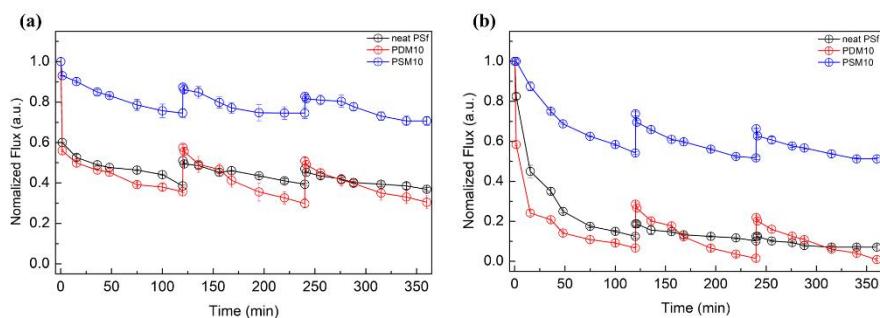 (a)
neat PSf
PDM10
PSM10
1.0
0.8
0.6
0.4
0.2
0.0
Nomalized Flux (a.u.)
0 50 100 150 200 250 300 350
Time (min)
(b)
neat PSf
PDM10
PSM10
1.0
0.8
0.6
0.4
0.2
0.0
Nomalized Flux (a.u.)
0 50 100 150 200 250 300 350
Time (min)